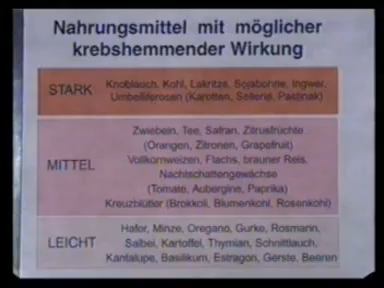 Nahrungsmittel mit möglicher
krebshemmender Wirkung
STARK
Knoblauch, Kohl, Lakritze, Sojabohne, Ingwer,
Umbelliferosen (Karotten, Sellerie, Pastinak)
MITTEL
Zwiebeln, Tee, Safran, Zitrusfrüchte
(Orangen, Zitronen, Grapefruit)
Vollkornweizen, Flachs, brauner Reis,
Nachtschattengewächse
(Tomate, Aubergine, Paprika)
Kreuzblütler (Brokkoli, Blumenkohl, Rosenkohl)
LEICHT
Hafer, Minze, Oregano, Gurke, Rosmarin,
Salbei, Kartoffel, Thymian, Schnittlauch,
Kantalupe, Basilikum, Estragon, Gerste, Beeren